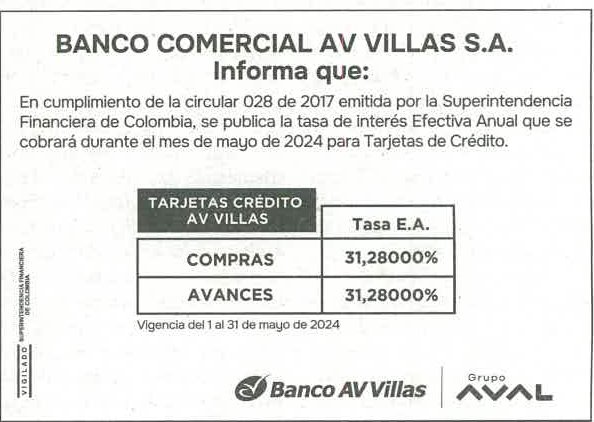 BANCO COMERCIAL AV VILLAS S.A.
Informa que:
En cumplimiento de la circular 028 de 2017 emitida por la Superintendencia
Financiera de Colombia, se publica la tasa de interés Efectiva Anual que se
cobrará durante el mes de mayo de 2024 para Tarjetas de Crédito.
TARJETAS CRÉDITO
AV VILLAS
Tasa E.A.
COMPRAS 31,28000%
AVANCES 31,28000%
Vigencia del 1 al 31 de mayo de 2024
VIGILADO
SUPERINTENDENCIA FINANCIERA
DE COLOMBIA
Banco AV Villas
Grupo
AVAL